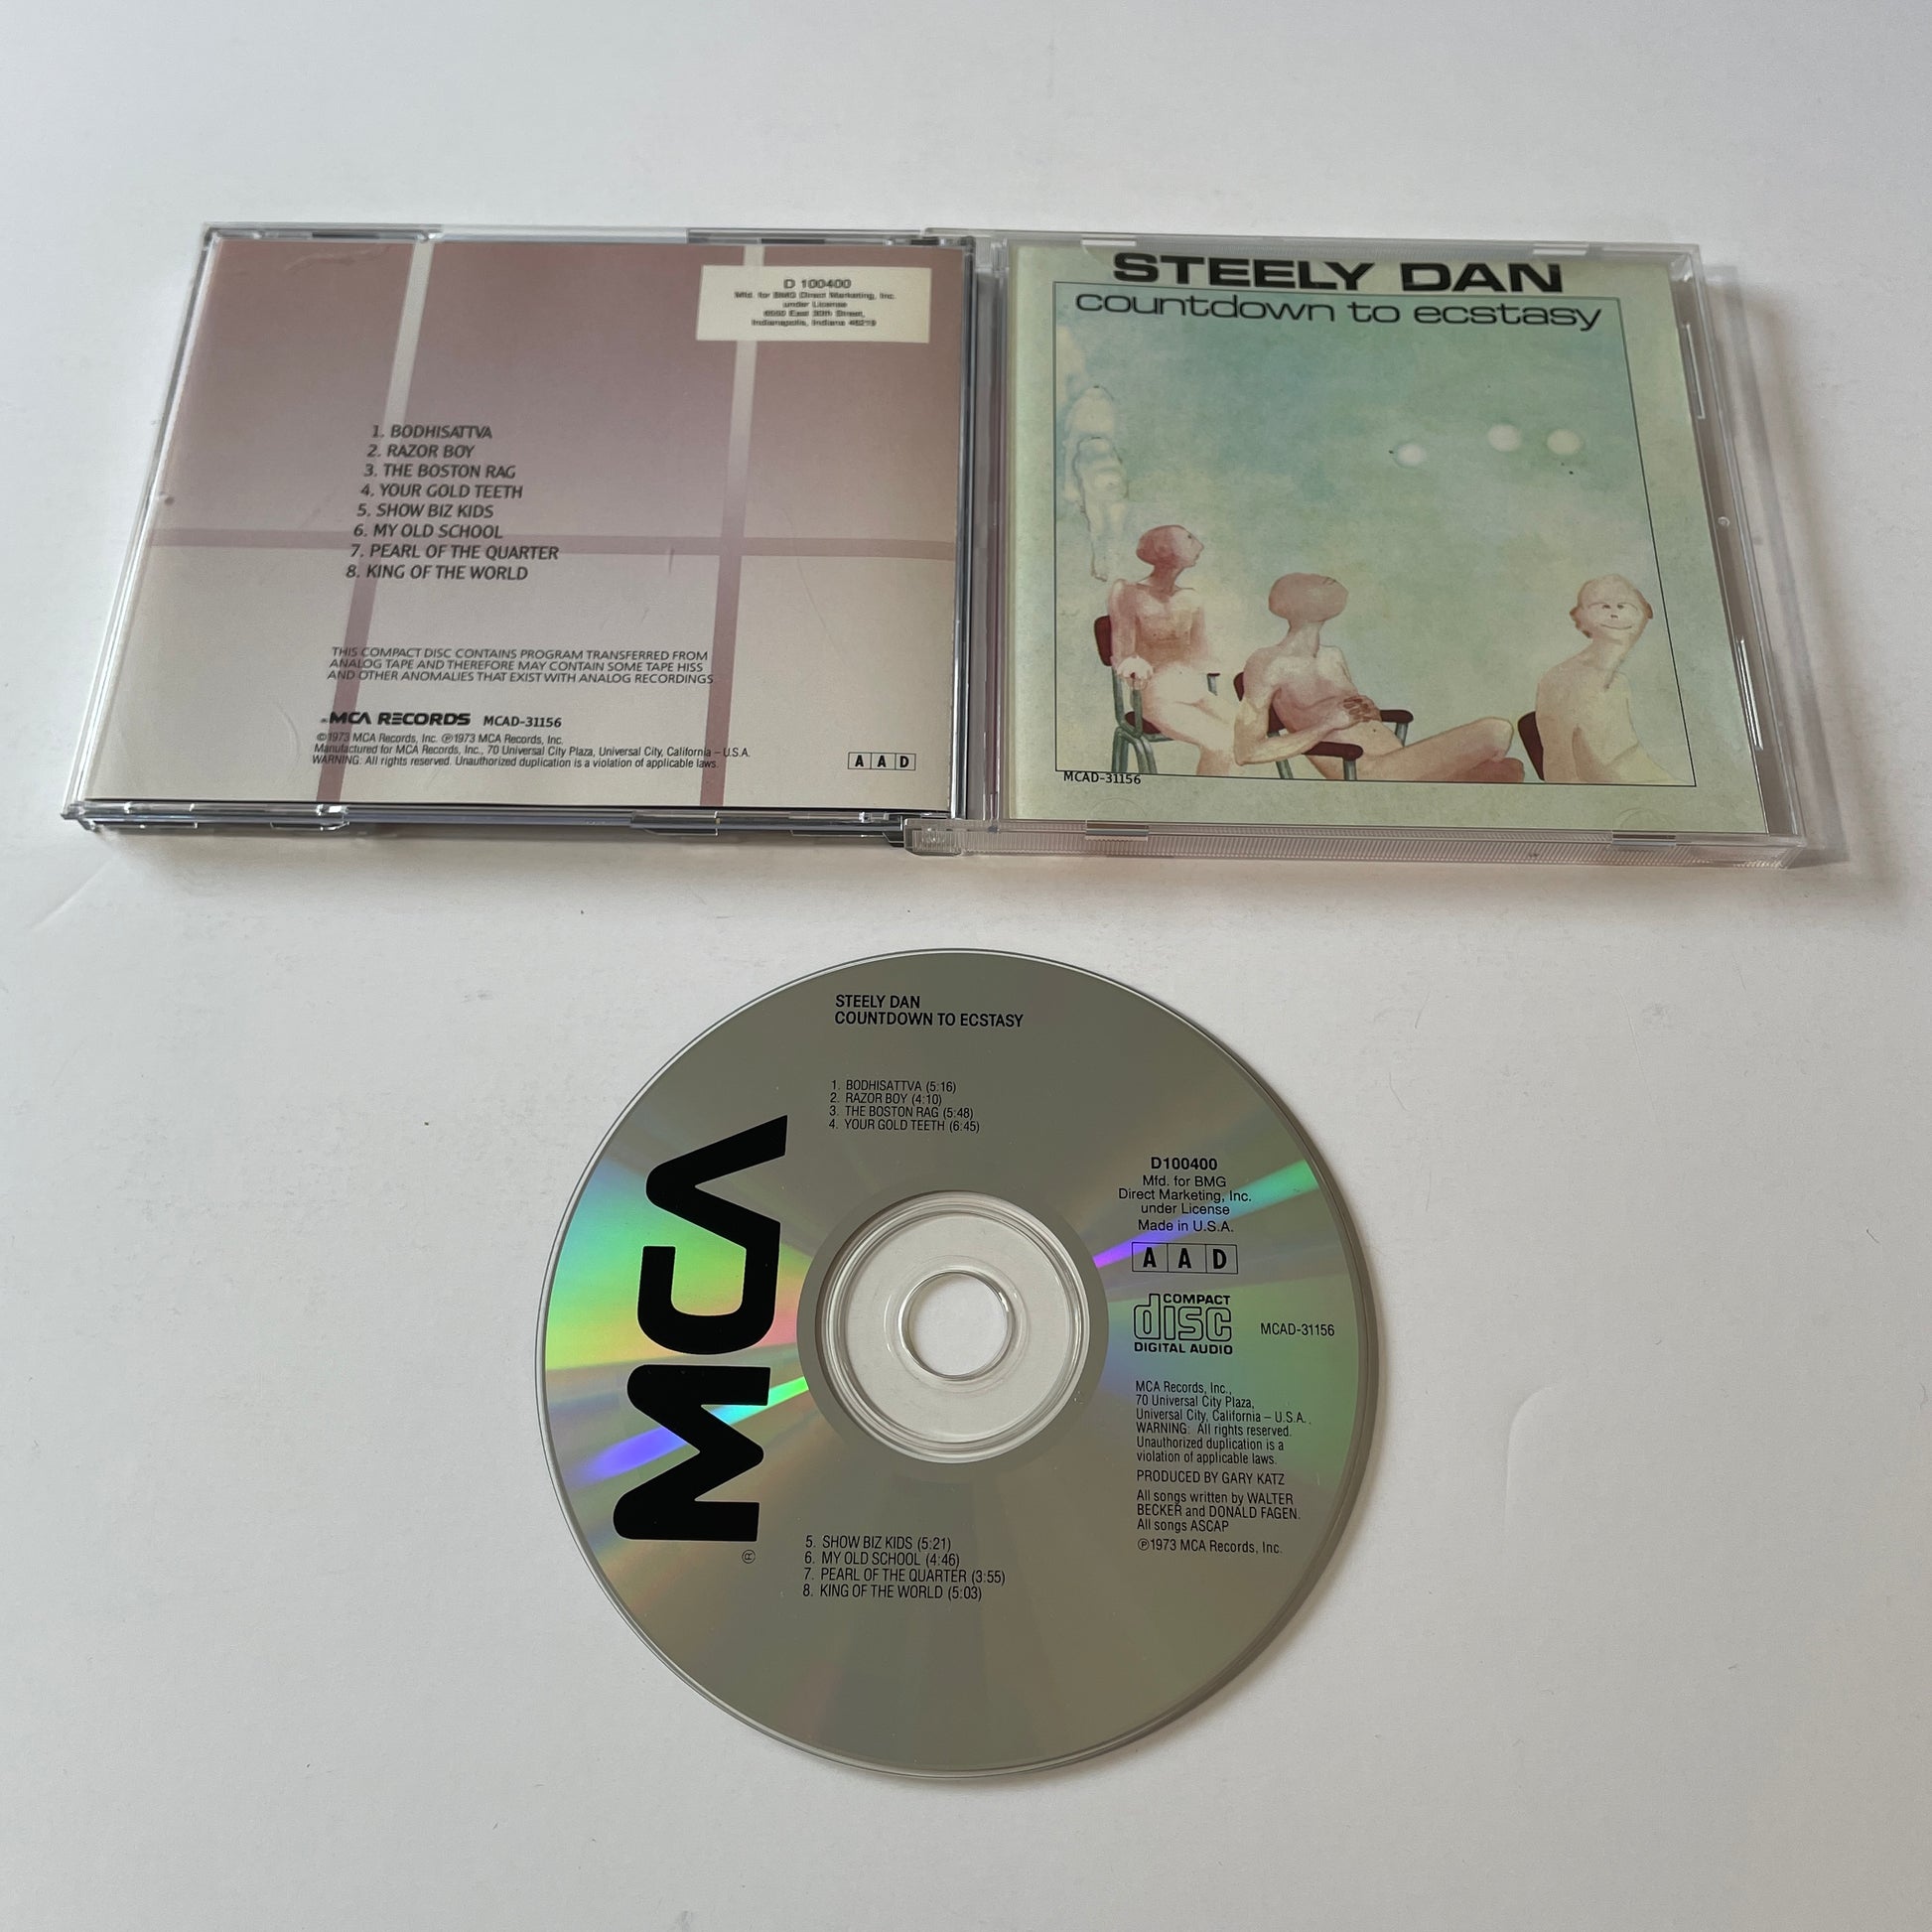 D 100400
Mfd. for BMG Direct Marketing, Inc.
under License
6550 East 30th Street,
Indianapolis, Indiana 46219
1. BODHISATTVA
2. RAZOR BOY
3. THE BOSTON RAG
4. YOUR GOLD TEETH
5. SHOW BIZ KIDS
6. MY OLD SCHOOL
7. PEARL OF THE QUARTER
8. KING OF THE WORLD
THIS COMPACT DISC CONTAINS PROGRAM TRANSFERRED FROM
ANALOG TAPE AND THEREFORE MAY CONTAIN SOME TAPE HISS
AND OTHER ANOMALIES THAT EXIST WITH ANALOG RECORDINGS
MCA RECORDS MCAD-31156
©1973 MCA Records, Inc. ℗1973 MCA Records, Inc.
Manufactured for MCA Records, Inc., 70 Universal City Plaza, Universal City, California – U.S.A.
WARNING: All rights reserved. Unauthorized duplication is a violation of applicable laws.
AAD
STEELY DAN
countdown to ecstasy
MCAD-31156
STEELY DAN
COUNTDOWN TO ECSTASY
1. BODHISATTVA (5:16)
2. RAZOR BOY (4:10)
3. THE BOSTON RAG (5:48)
4. YOUR GOLD TEETH (6:45)
MCA
®
D100400
Mfd. for BMG
Direct Marketing, Inc.
under License
Made in U.S.A.
AAD
COMPACT
disc
DIGITAL AUDIO
MCAD-31156
MCA Records, Inc.,
70 Universal City Plaza,
Universal City, California – U.S.A.
WARNING: All rights reserved.
Unauthorized duplication is a
violation of applicable laws.
PRODUCED BY GARY KATZ
All songs written by WALTER
BECKER and DONALD FAGEN.
All songs ASCAP
℗1973 MCA Records, Inc.
5. SHOW BIZ KIDS (5:21)
6. MY OLD SCHOOL (4:46)
7. PEARL OF THE QUARTER (3:55)
8. KING OF THE WORLD (5:03)